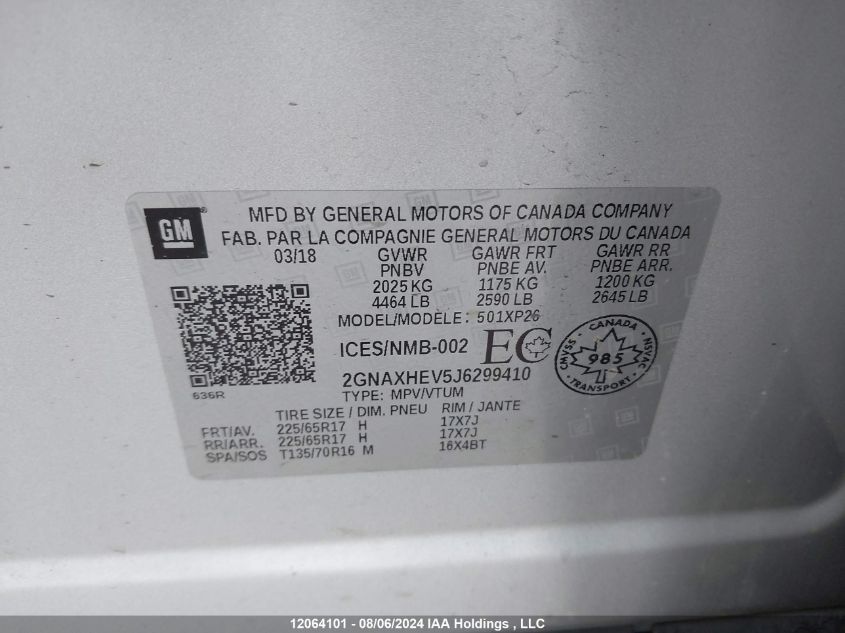 GM
MFD BY GENERAL MOTORS OF CANADA COMPANY
FAB. PAR LA COMPAGNIE GENERAL MOTORS DU CANADA
03/18 GVWR GAWR FRT GAWR RR
PNBV PNBE AV. PNBE ARR.
2025 KG 1175 KG 1200 KG
4464 LB 2590 LB 2645 LB
MODEL/MODÈLE: 501XP26
ICES/NMB-002 EC
CANADA
CMVSS 985 NSVAC
TRANSPORT
2GNAXHEV5J6299410
636R TYPE: MPV/VTUM
TIRE SIZE / DIM. PNEU RIM / JANTE
FRT/AV. 225/65R17 H 17X7J
RR/ARR. 225/65R17 H 17X7J
SPA/SOS T135/70R16 M 16X4BT
12064101 - 08/06/2024 IAA Holdings , LLC